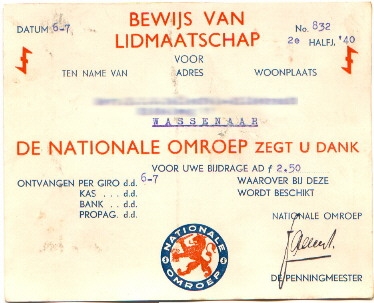 BEWIJS VAN
DATUM 6-7
LIDMAATSCHAP
No. 832
2e HALFJ. '40
VOOR
TEN NAME VAN ADRES WOONPLAATS
WASSENAAR
DE NATIONALE OMROEP ZEGT U DANK
VOOR UWE BIJDRAGE AD ƒ 2.50
ONTVANGEN PER GIRO d.d. 6-7
KAS . . . d.d.
BANK . . d.d.
PROPAG. d.d.
WAAROVER BIJ DEZE
WORDT BESCHIKT
NATIONALE OMROEP
NATIONALE
OMROEP
DE PENNINGMEESTER